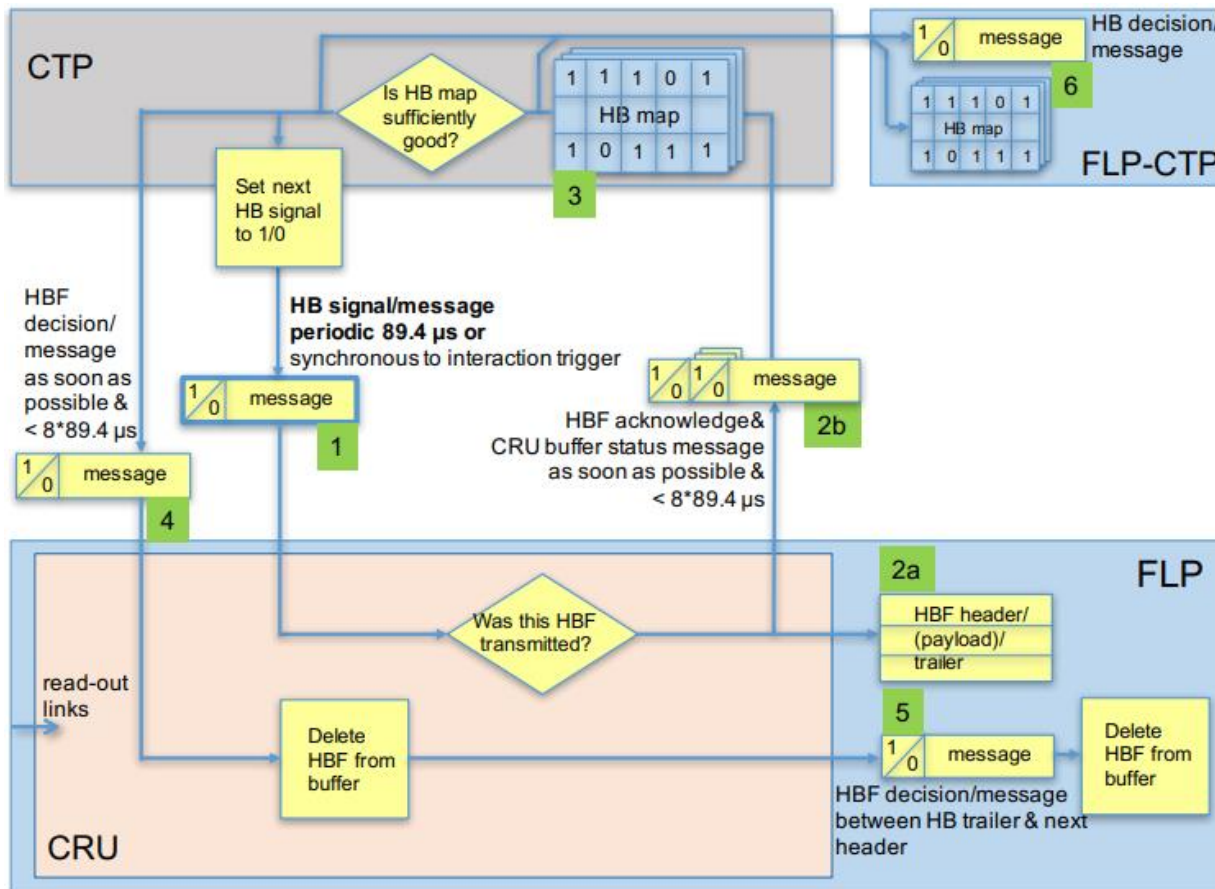 CTP
Is HB map
sufficiently
good?
1 1 1 0 1
HB map
1 0 1 1 1
3
1/0 message
HB decision/
message
6
1 1 1 0 1
HB map
1 0 1 1 1
FLP-CTP
Set next
HB signal
to 1/0
HBF
decision/
message
as soon as
possible &
< 8*89.4 µs
1/0 message
4
HB signal/message
periodic 89.4 µs or
synchronous to interaction trigger
1/0 message
1
1/0 1/0 message
2b
HBF acknowledge&
CRU buffer status message
as soon as possible &
< 8*89.4 µs
FLP
2a
HBF header/
(payload)/
trailer
Was this HBF
transmitted?
read-out
links
Delete
HBF from
buffer
5
1/0 message
Delete
HBF from
buffer
HBF decision/message
between HB trailer & next
header
CRU